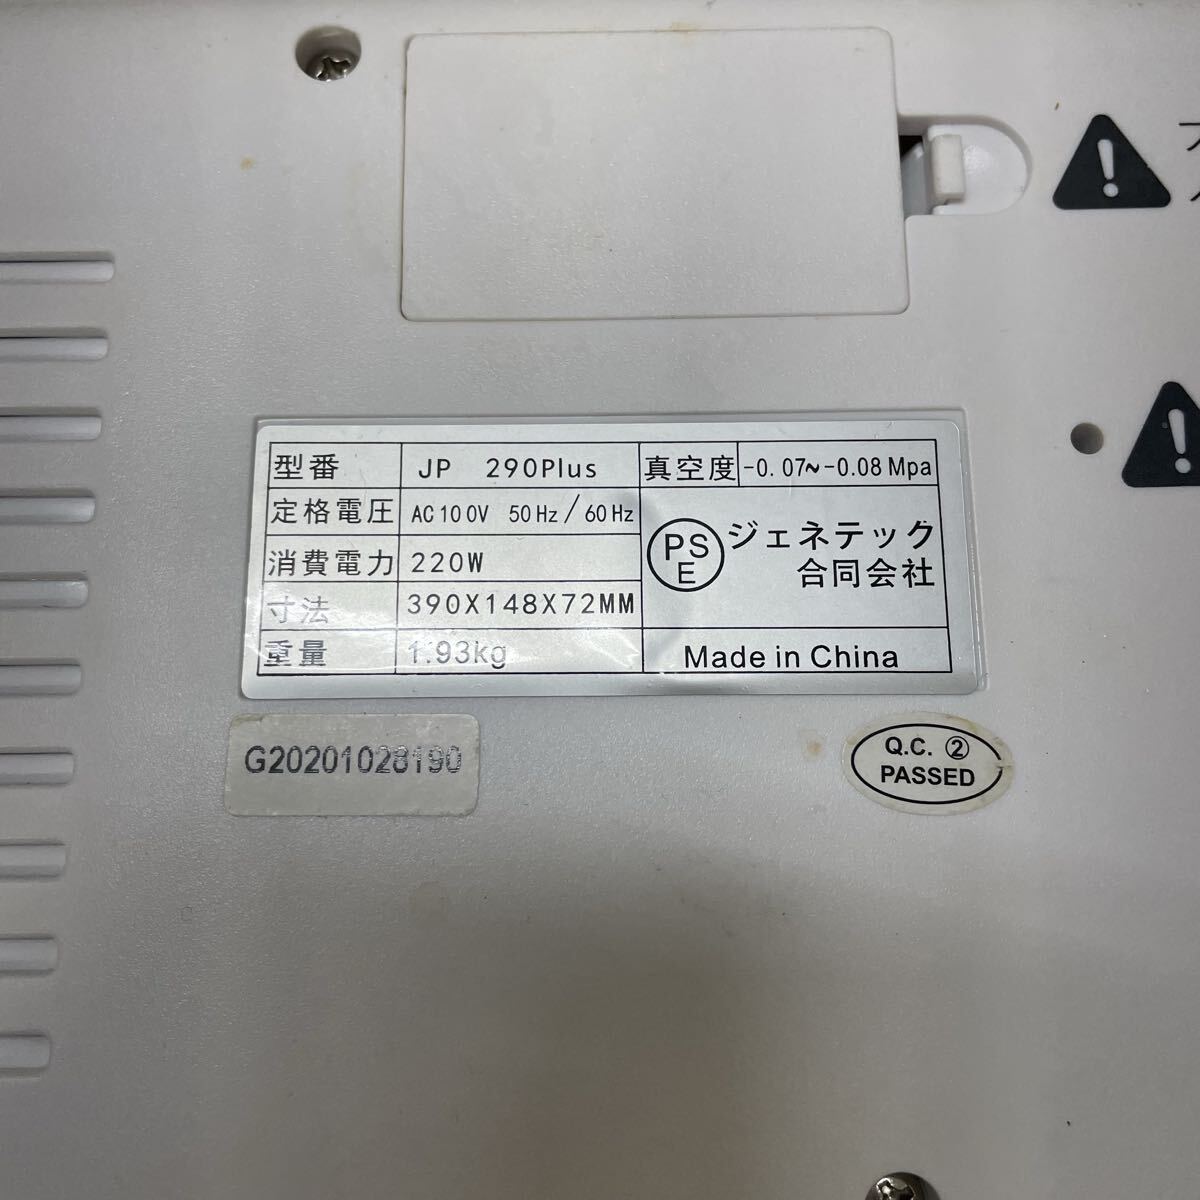 型番 JP 290Plus 真空度 -0.07~-0.08 Mpa
定格電圧 AC100V 50Hz/60Hz
消費電力 220W
寸法 390X148X72MM
重量 1.93kg
PSE
ジェネテック
合同会社
Made in China
G20201028190
Q.C. ②
PASSED